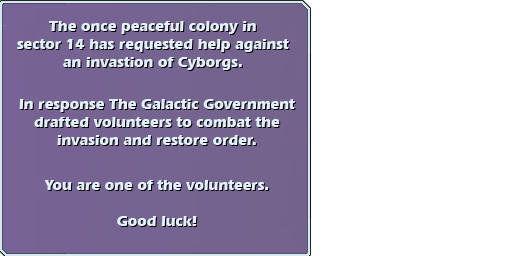 The once peaceful colony in
sector 14 has requested help against
an invastion of Cyborgs.
In response The Galactic Government
drafted volunteers to combat the
invasion and restore order.
You are one of the volunteers.
Good luck!